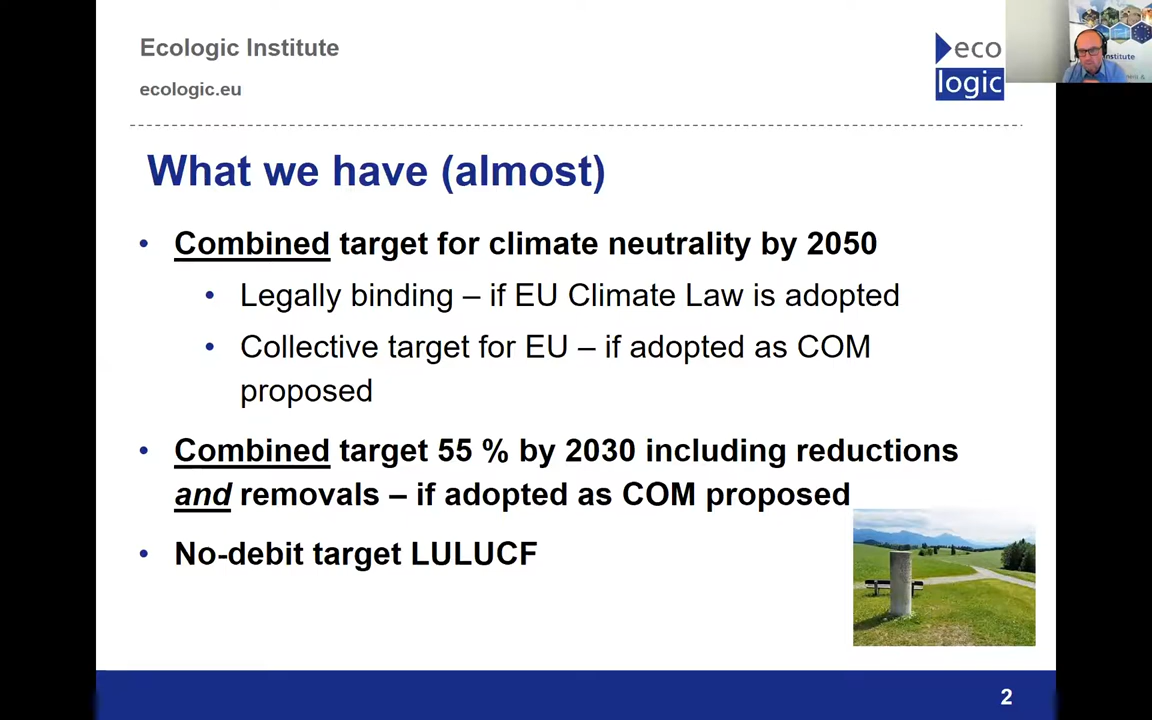 Ecologic Institute
ecologic.eu
eco
logic
nstitute
What we have (almost)
• Combined target for climate neutrality by 2050
• Legally binding – if EU Climate Law is adopted
• Collective target for EU – if adopted as COM
proposed
• Combined target 55 % by 2030 including reductions
and removals – if adopted as COM proposed
• No-debit target LULUCF
2